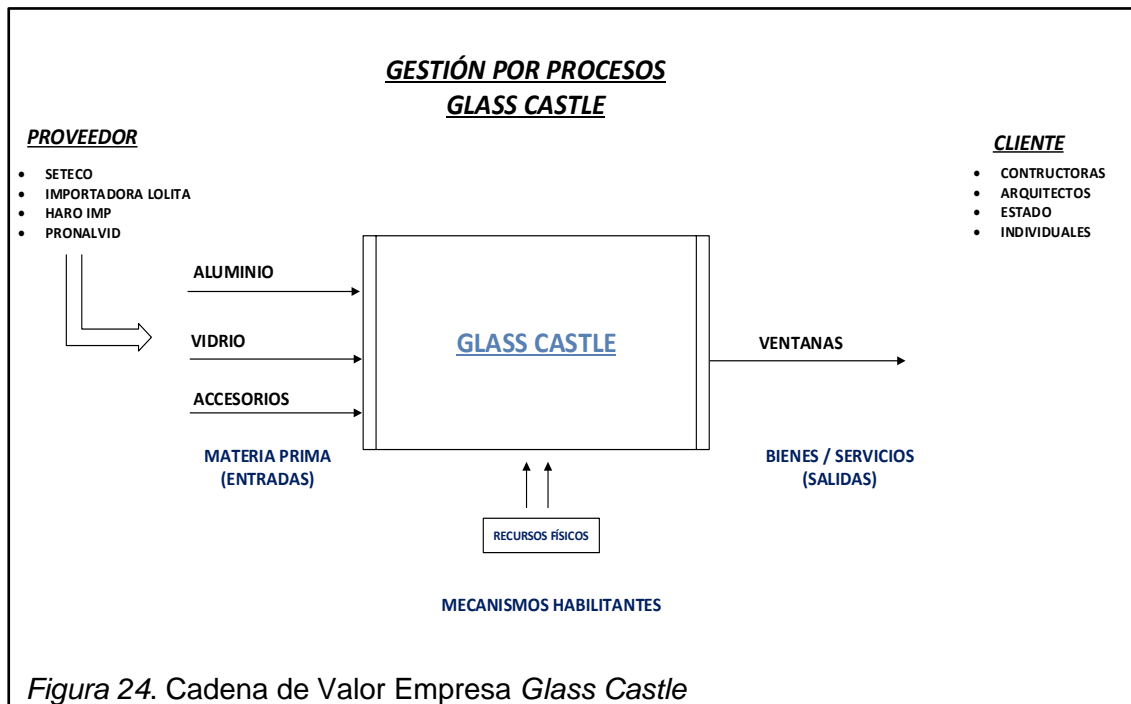 GESTIÓN POR PROCESOS
GLASS CASTLE
PROVEEDOR
• SETECO
• IMPORTADORA LOLITA
• HARO IMP
• PRONALVID
CLIENTE
• CONTRUCTORAS
• ARQUITECTOS
• ESTADO
• INDIVIDUALES
ALUMINIO
VIDRIO
ACCESORIOS
GLASS CASTLE
VENTANAS
MATERIA PRIMA
(ENTRADAS)
BIENES / SERVICIOS
(SALIDAS)
RECURSOS FÍSICOS
MECANISMOS HABILITANTES
Figura 24. Cadena de Valor Empresa Glass Castle